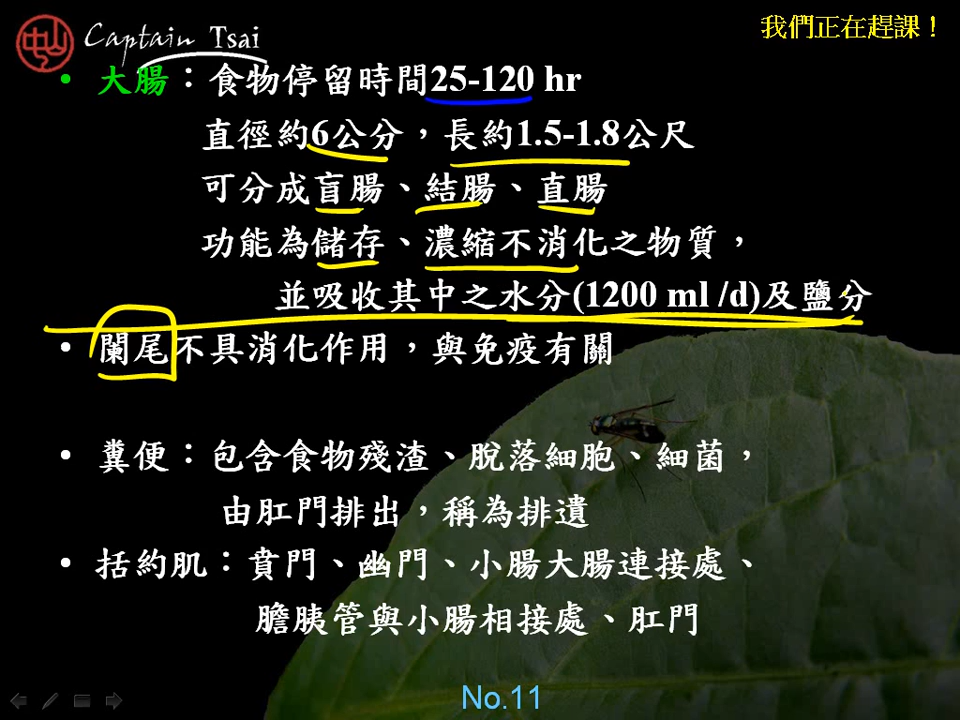 Captain Tsai
我們正在趕課!
• 大腸:食物停留時間25-120 hr
直徑約6公分,長約1.5-1.8公尺
可分成盲腸、結腸、直腸
功能為儲存、濃縮不消化之物質,
並吸收其中之水分(1200 ml /d)及鹽分
• 闌尾不具消化作用,與免疫有關
• 糞便:包含食物殘渣、脫落細胞、細菌,
由肛門排出,稱為排遺
• 括約肌:賁門、幽門、小腸大腸連接處、
膽胰管與小腸相接處、肛門
No.11